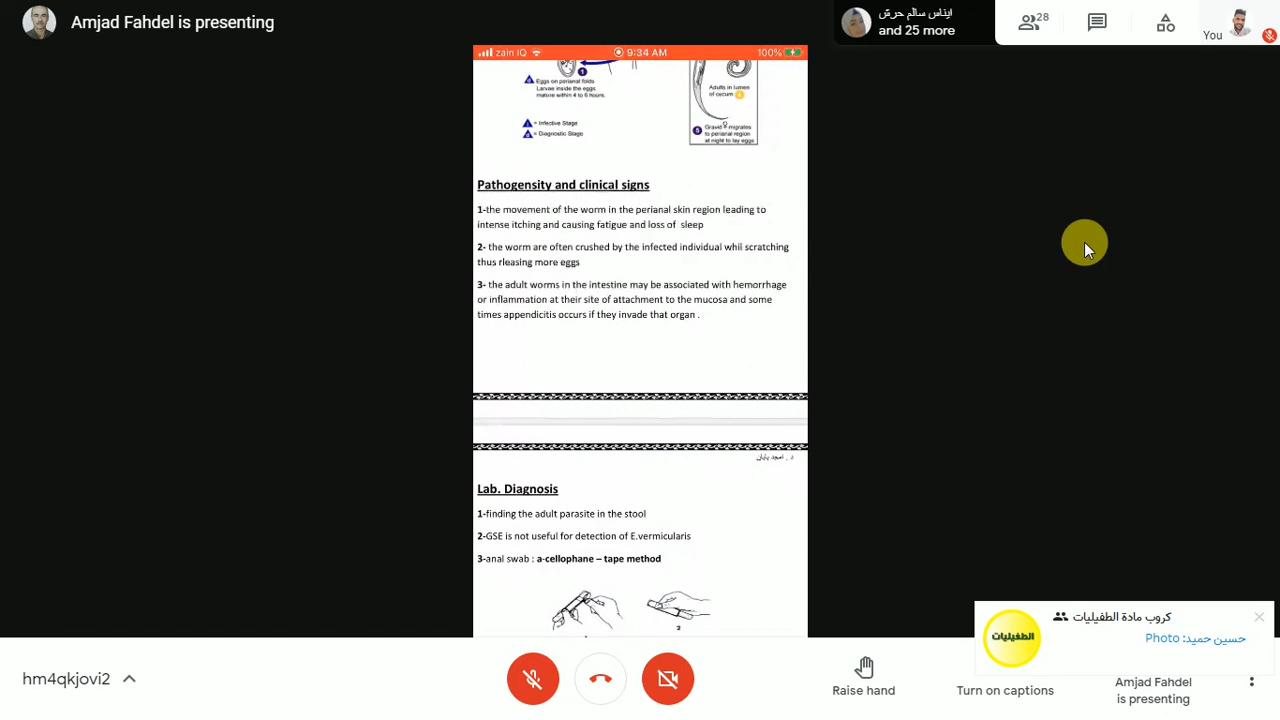 Amjad Fahdel is presenting
ايناس سالم حرش
and 25 more
28
You
zain IQ
9:34 AM
100%
Eggs on perianal folds
Larvae inside the eggs
mature within 4 to 6 hours.
= Infective Stage
= Diagnostic Stage
Adults in lumen
of cecum
Gravid ♀ migrates
to perianal region
at night to lay eggs
Pathogensity and clinical signs
1-the movement of the worm in the perianal skin region leading to
intense itching and causing fatigue and loss of sleep
2- the worm are often crushed by the infected individual whil scratching
thus rleasing more eggs
3- the adult worms in the intestine may be associated with hemorrhage
or inflammation at their site of attachment to the mucosa and some
times appendicitis occurs if they invade that organ .
Lab. Diagnosis
1-finding the adult parasite in the stool
2-GSE is not useful for detection of E.vermicularis
3-anal swab : a-cellophane – tape method
2
كروب مادة الطفيليات
حسين حميد: Photo
الطفيليات
hm4qkjovi2
Raise hand
Turn on captions
Amjad Fahdel
is presenting